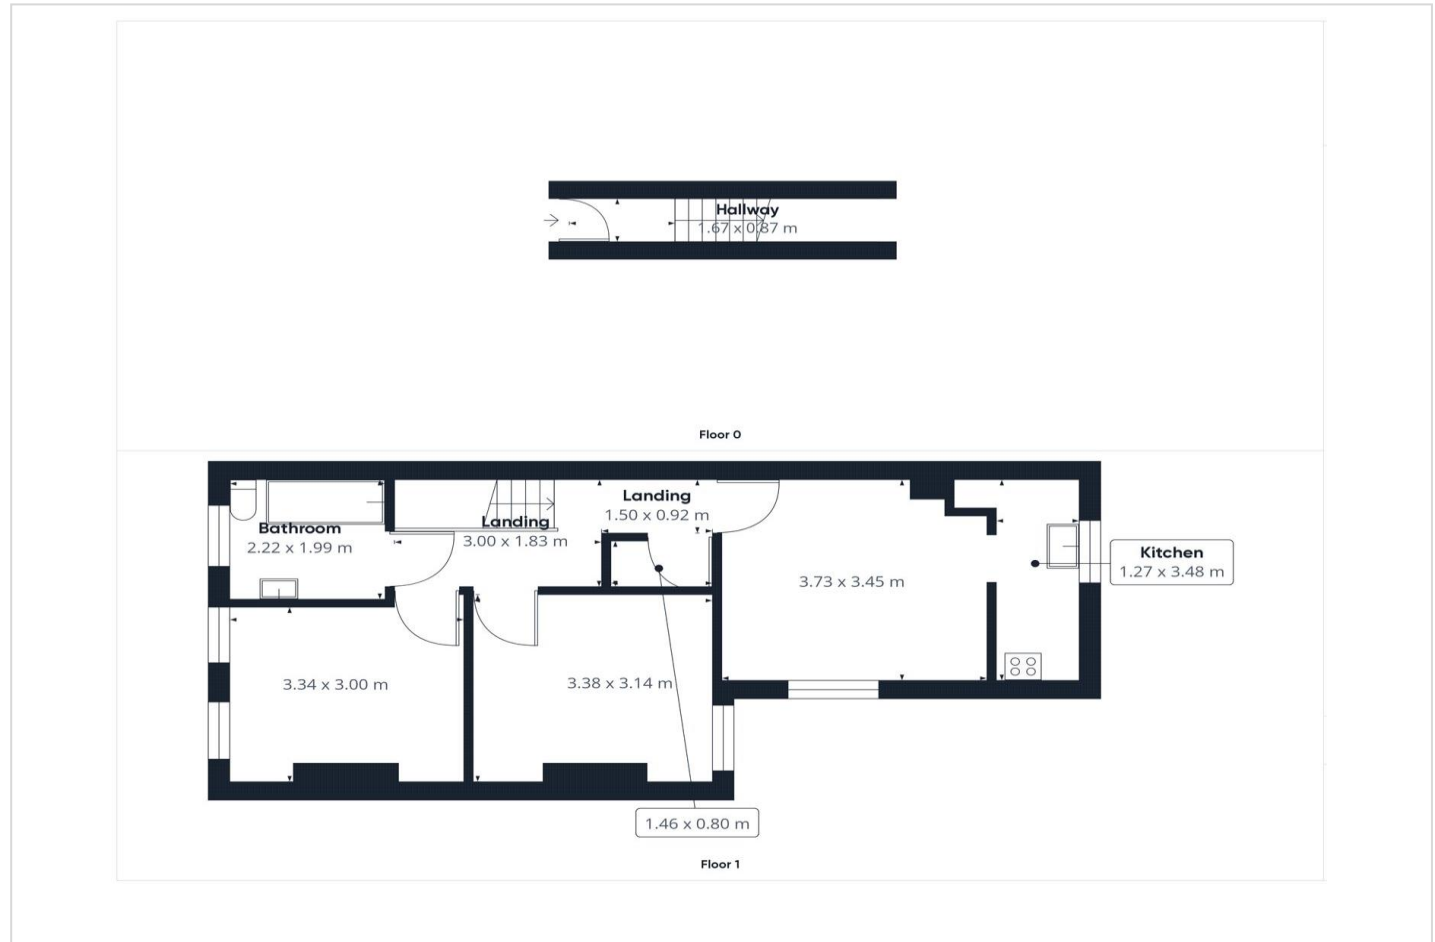 Hallway
1.67 x 0.87 m
Floor 0
Landing
1.50 x 0.92 m
Bathroom
2.22 x 1.99 m
Landing
3.00 x 1.83 m
3.73 x 3.45 m
Kitchen
1.27 x 3.48 m
3.34 x 3.00 m
3.38 x 3.14 m
1.46 x 0.80 m
Floor 1